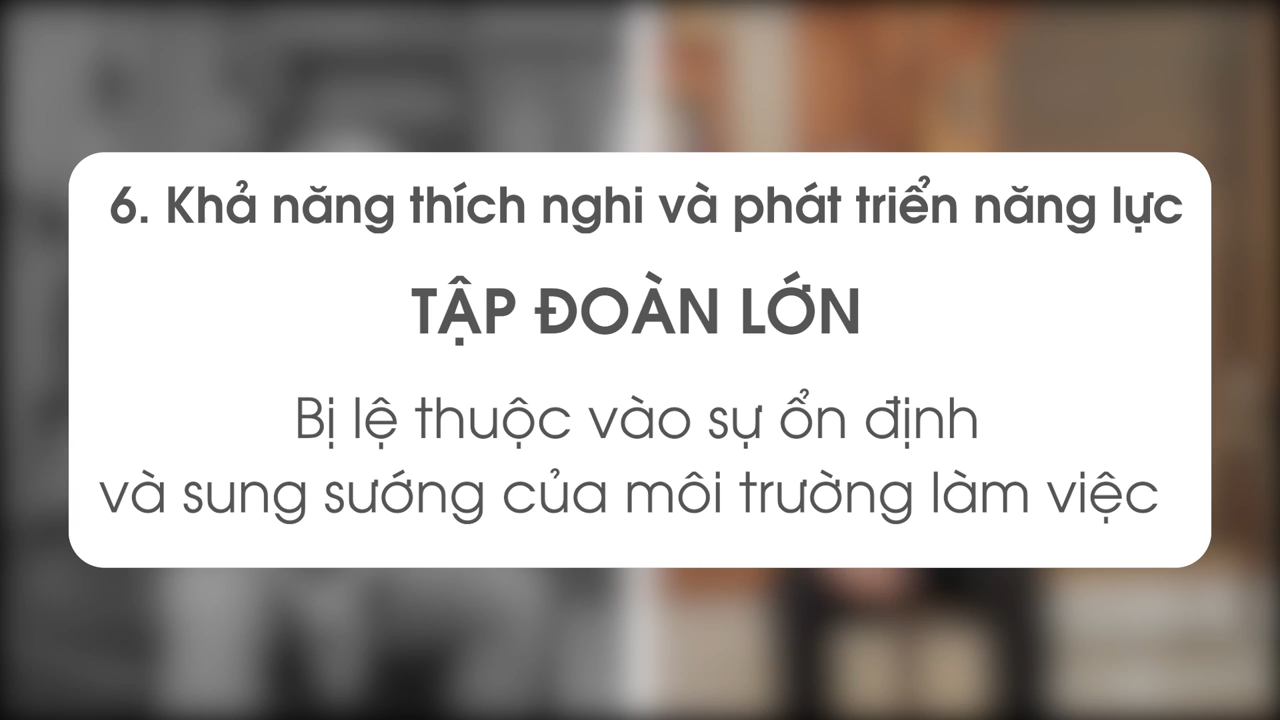 6. Khả năng thích nghi và phát triển năng lực
TẬP ĐOÀN LỚN
Bị lệ thuộc vào sự ổn định
và sung sướng của môi trường làm việc